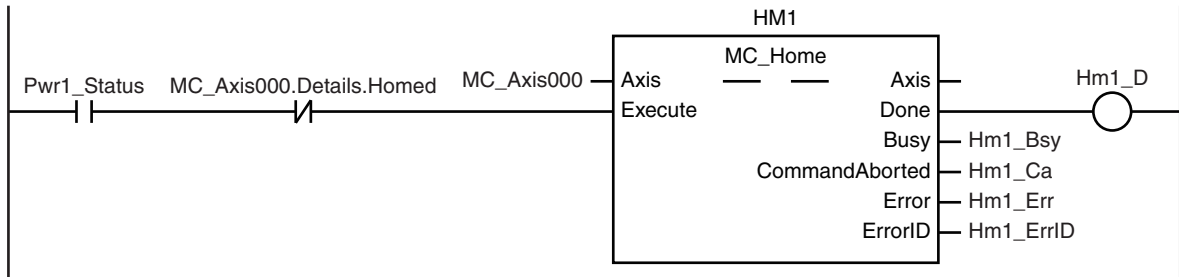 HM1
MC_Home
Pwr1_Status MC_Axis000.Details.Homed MC_Axis000 Axis Axis Hm1_D
Execute Done
Busy Hm1_Bsy
CommandAborted Hm1_Ca
Error Hm1_Err
ErrorID Hm1_ErrID